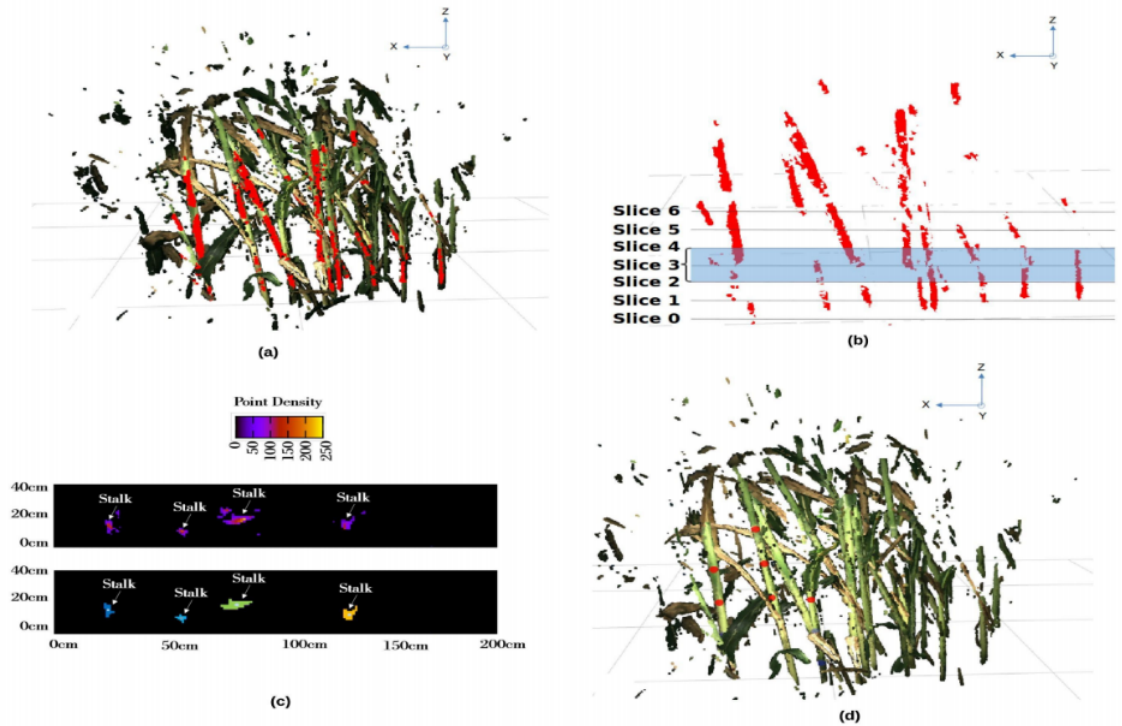 Z
X
Y
(a)
Z
X
Y
Slice 6
Slice 5
Slice 4
Slice 3
Slice 2
Slice 1
Slice 0
(b)
Point Density
0 50 100 150 200 250
40cm
20cm
0cm
Stalk Stalk Stalk Stalk
40cm
20cm
0cm
Stalk Stalk Stalk Stalk
0cm 50cm 100cm 150cm 200cm
(c)
Z
X
Y
(d)